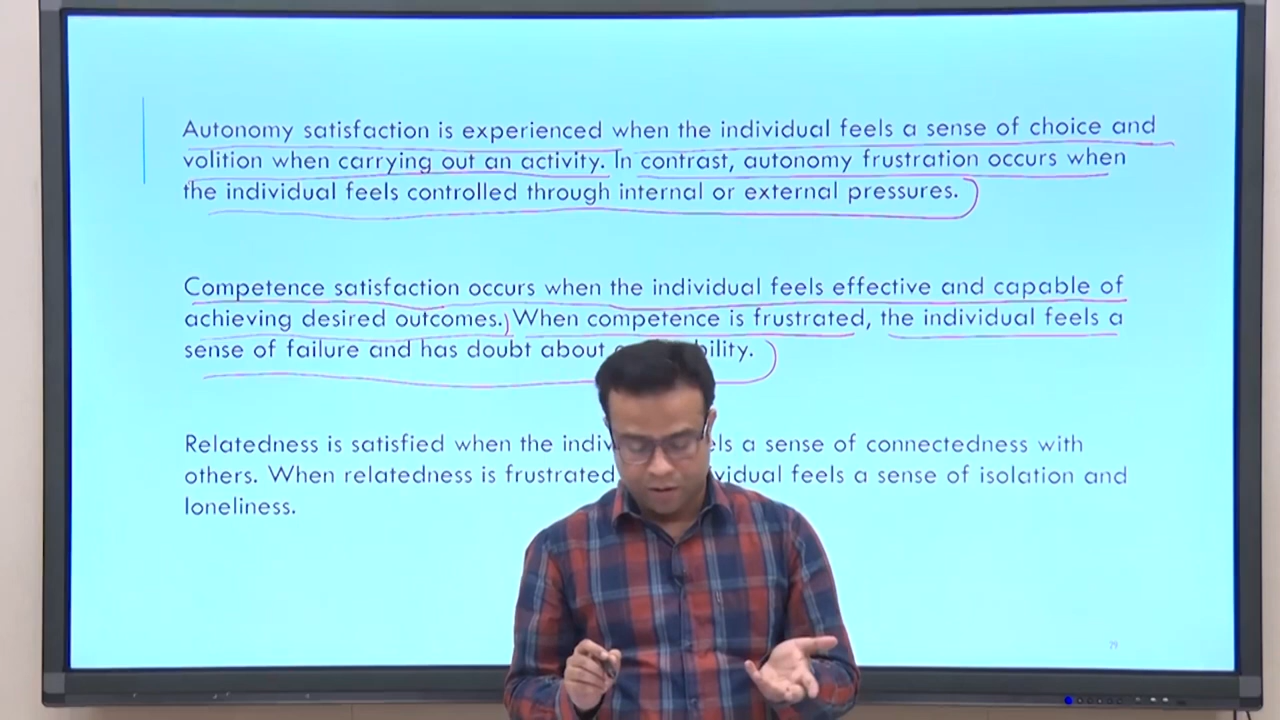 Autonomy satisfaction is experienced when the individual feels a sense of choice and
volition when carrying out an activity. In contrast, autonomy frustration occurs when
the individual feels controlled through internal or external pressures.
Competence satisfaction occurs when the individual feels effective and capable of
achieving desired outcomes. When competence is frustrated, the individual feels a
sense of failure and has doubt about
Relatedness is satisfied when the a sense of connectedness with
others. When relatedness is frustrated feels a sense of isolation and
loneliness.